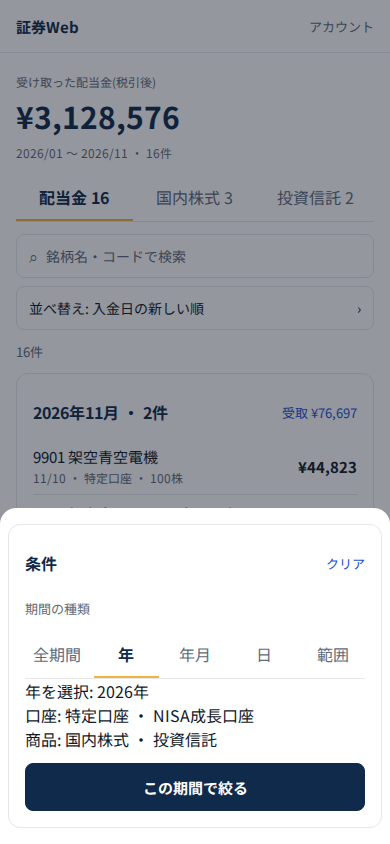 証券Web
アカウント
受け取った配当金(税引後)
¥3,128,576
2026/01 〜 2026/11 ・ 16件
配当金 16
国内株式 3
投資信託 2
銘柄名・コードで検索
並べ替え: 入金日の新しい順 ›
16件
2026年11月 ・ 2件
受取 ¥76,697
9901 架空青空電機
11/10 ・ 特定口座 ・ 100株
¥44,823
条件
クリア
期間の種類
全期間
年
年月
日
範囲
年を選択: 2026年
口座: 特定口座 ・ NISA成長口座
商品: 国内株式 ・ 投資信託
この期間で絞る